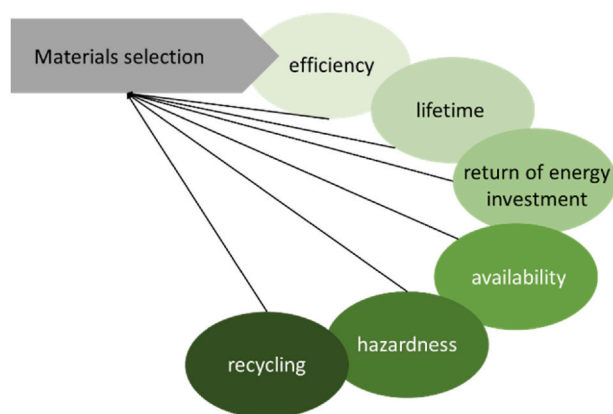 Materials selection
efficiency
lifetime
return of energy
investment
availability
hazardness
recycling